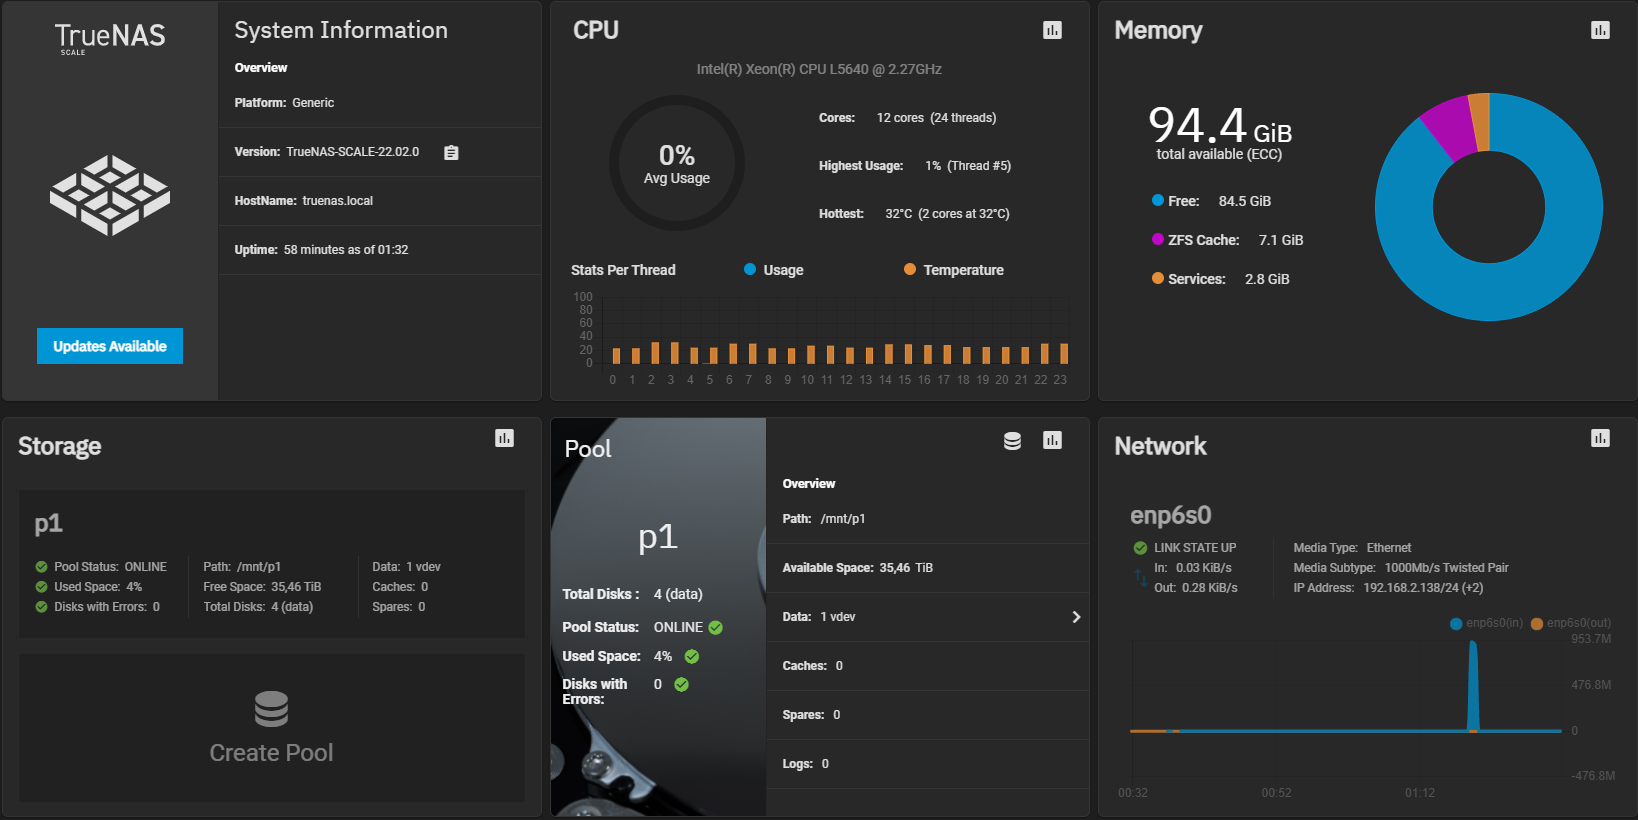 TrueNAS
SCALE
Updates Available
System Information
Overview
Platform: Generic
Version: TrueNAS-SCALE-22.02.0
HostName: truenas.local
Uptime: 58 minutes as of 01:32
CPU
Intel(R) Xeon(R) CPU L5640 @ 2.27GHz
0%
Avg Usage
Cores: 12 cores (24 threads)
Highest Usage: 1% (Thread #5)
Hottest: 32°C (2 cores at 32°C)
Stats Per Thread Usage Temperature
100
80
60
40
20
0
0 1 2 3 4 5 6 7 8 9 10 11 12 13 14 15 16 17 18 19 20 21 22 23
Memory
94.4 GiB
total available (ECC)
Free: 84.5 GiB
ZFS Cache: 7.1 GiB
Services: 2.8 GiB
Storage
p1
Pool Status: ONLINE Path: /mnt/p1 Data: 1 vdev
Used Space: 4% Free Space: 35,46 TiB Caches: 0
Disks with Errors: 0 Total Disks: 4 (data) Spares: 0
Create Pool
Pool
p1
Total Disks : 4 (data)
Pool Status: ONLINE
Used Space: 4%
Disks with 0
Errors:
Overview
Path: /mnt/p1
Available Space: 35,46 TiB
Data: 1 vdev
Caches: 0
Spares: 0
Logs: 0
Network
enp6s0
LINK STATE UP Media Type: Ethernet
In: 0.03 KiB/s Media Subtype: 1000Mb/s Twisted Pair
Out: 0.28 KiB/s IP Address: 192.168.2.138/24 (+2)
enp6s0(in) enp6s0(out)
953.7M
476.8M
0
-476.8M
00:32 00:52 01:12